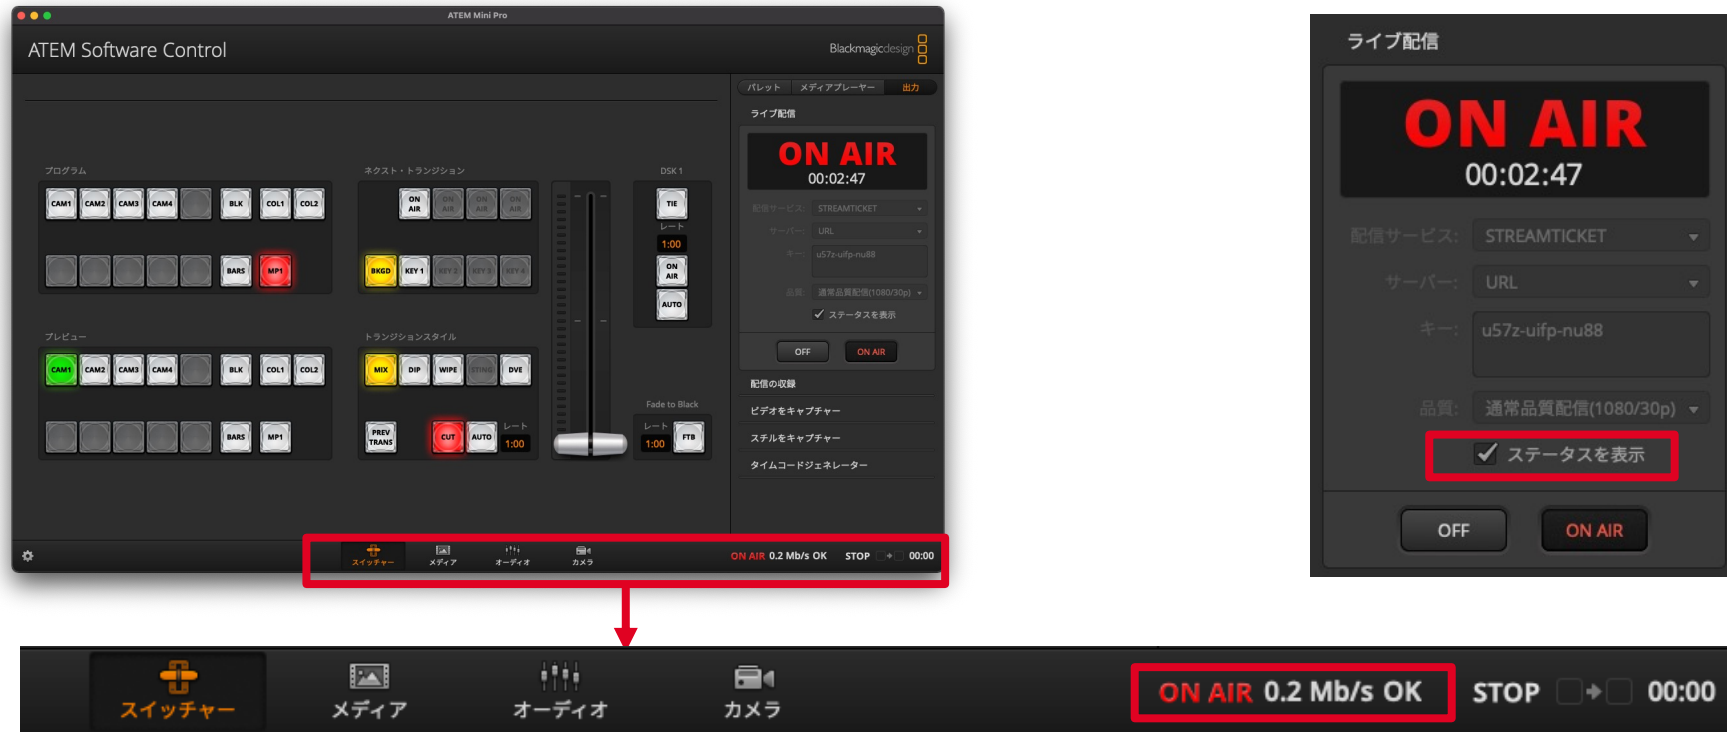 ATEM Mini Pro
ATEM Software Control
Blackmagicdesign
パレット メディアプレーヤー 出力
ライブ配信
ON AIR
00:02:47
配信サービス: STREAMTICKET
サーバー: URL
キー: u57z-uifp-nu88
品質: 通常品質配信(1080/30p)
ステータスを表示
OFF ON AIR
配信の収録
ビデオをキャプチャー
スチルをキャプチャー
タイムコードジェネレーター
プログラム
CAM1 CAM2 CAM3 CAM4 BLK COL1 COL2
BARS MP1
プレビュー
CAM1 CAM2 CAM3 CAM4 BLK COL1 COL2
BARS MP1
ネクスト・トランジション
ON AIR ON AIR ON AIR ON AIR
BKGD KEY 1 KEY 2 KEY 3 KEY 4
トランジションスタイル
MIX DIP WIPE STING DVE
PREV TRANS CUT AUTO レート 1:00
DSK 1
TIE
レート
1:00
ON AIR
AUTO
Fade to Black
レート
1:00 FTB
スイッチャー メディア オーディオ カメラ
ON AIR 0.2 Mb/s OK STOP 00:00
ライブ配信
ON AIR
00:02:47
配信サービス: STREAMTICKET
サーバー: URL
キー: u57z-uifp-nu88
品質: 通常品質配信(1080/30p)
ステータスを表示
OFF ON AIR
スイッチャー メディア オーディオ カメラ
ON AIR 0.2 Mb/s OK STOP 00:00